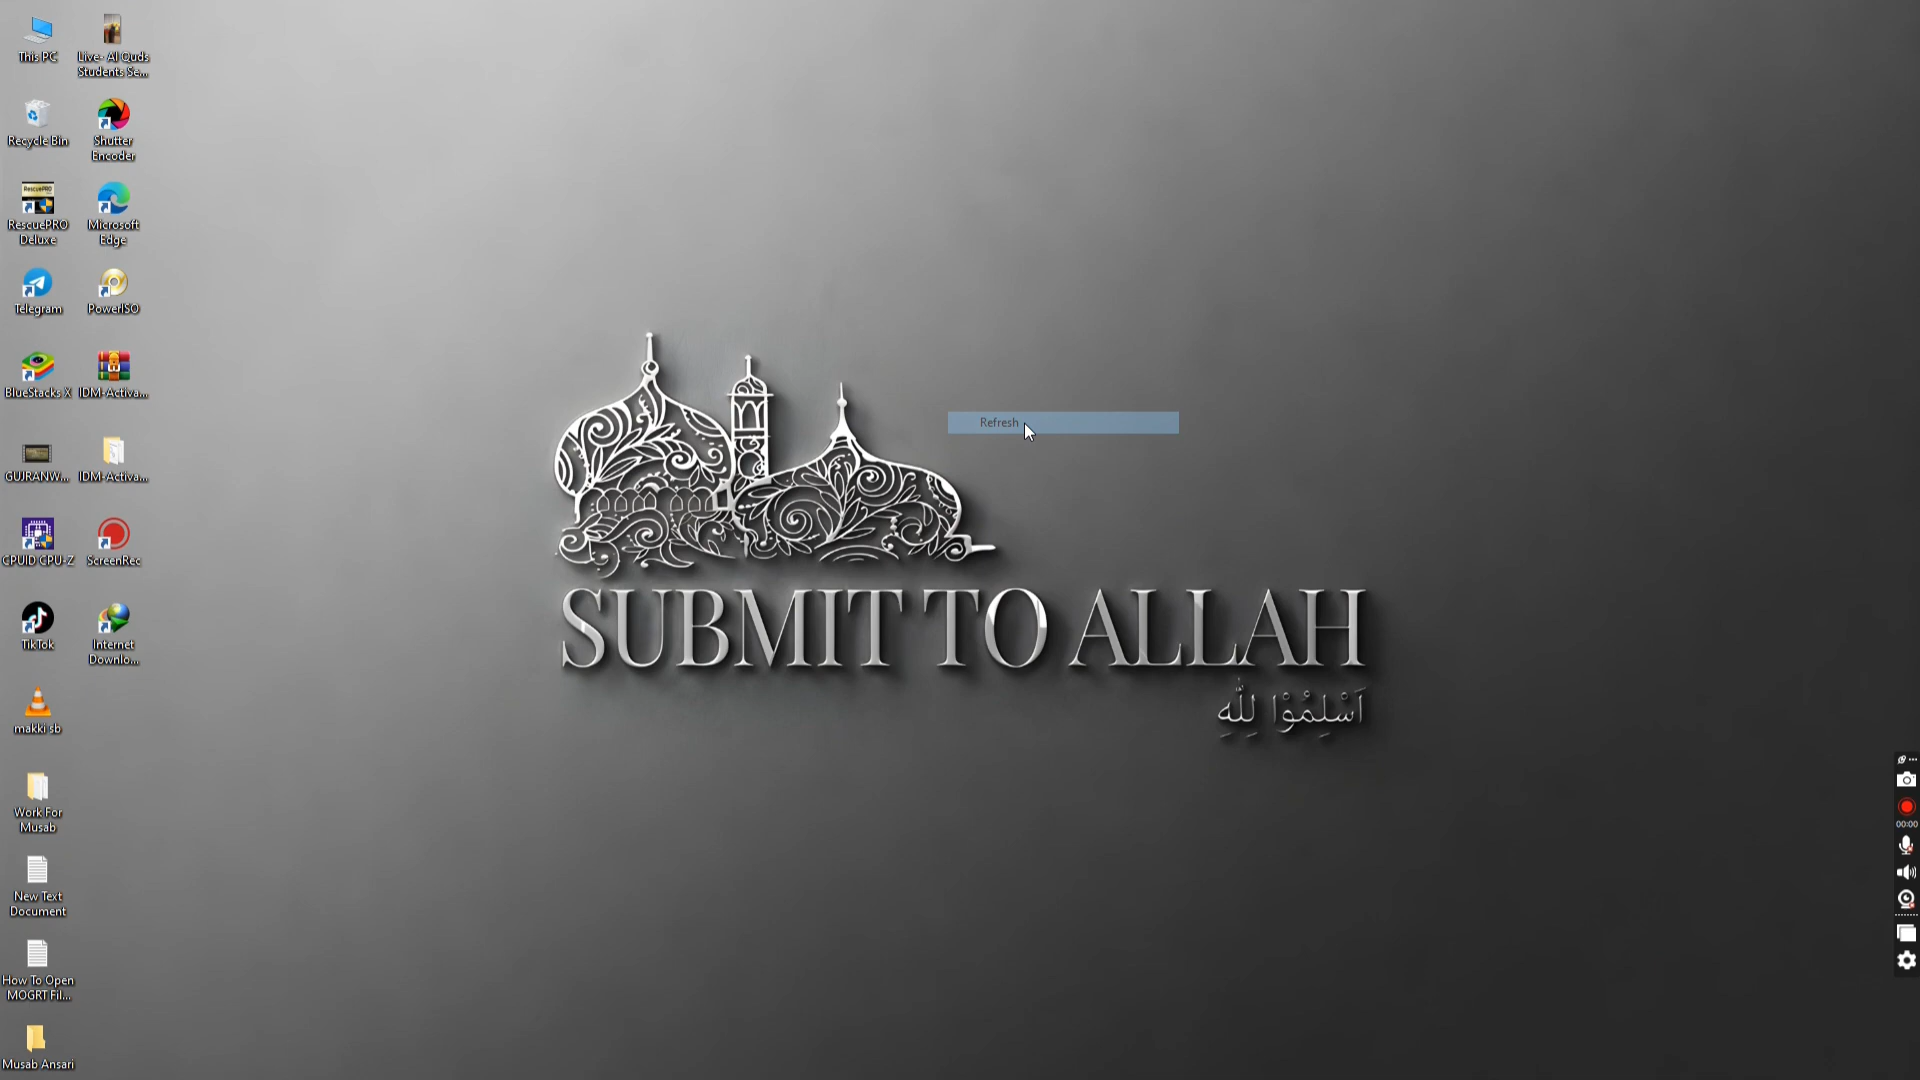 This PC
Live- Al Quds
Students Se...
Recycle Bin
Shutter
Encoder
RescuePRO
RescuePRO
Deluxe
Microsoft
Edge
Telegram
PowerISO
BlueStacks X
IDM-Activa...
GUJRANW...
IDM-Activa...
CPUID CPU-Z
ScreenRec
TikTok
Internet
Downlo...
makki sb
Work For
Musab
New Text
Document
How To Open
MOGRT Fil...
Musab Ansari
Refresh
SUBMIT TO ALLAH
اَسْلِمُوْا لِلّٰهِ
00:00